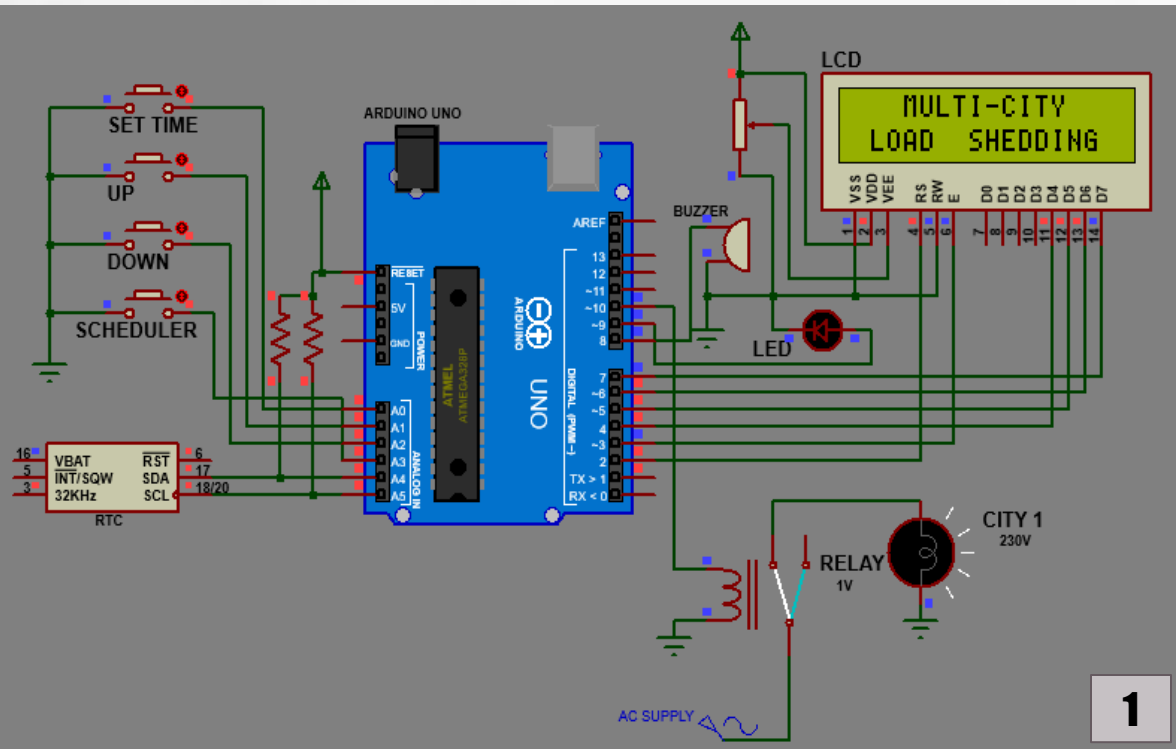 LCD
MULTI-CITY
LOAD SHEDDING
VSS VDD VEE RS RW E D0 D1 D2 D3 D4 D5 D6 D7
1 2 3 4 5 6 7 8 9 10 11 12 13 14
SET TIME
UP
DOWN
SCHEDULER
ARDUINO UNO
RESET
5V
GND
POWER
A0
A1
A2
A3
A4
A5
ANALOG IN
ATMEL
ATMEGA328P
ARDUINO
UNO
AREF
13
12
~11
~10
~9
8
7
~6
~5
4
~3
2
TX > 1
RX < 0
DIGITAL (PWM ~)
BUZZER
LED
16 VBAT RST 6
5 INT/SQW SDA 17
3 32KHz SCL 18/20
RTC
CITY 1
230V
RELAY
1V
AC SUPPLY
1